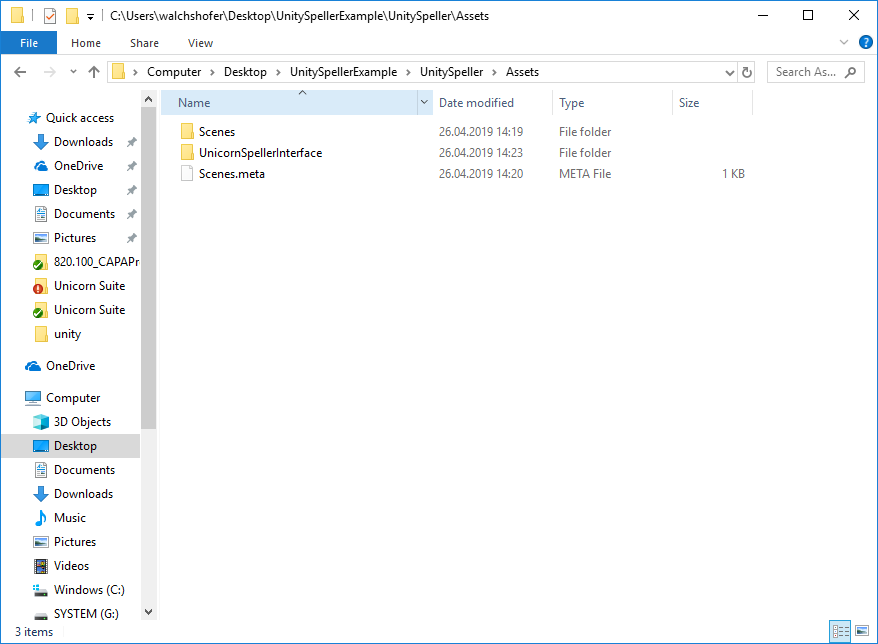 C:\Users\walchshofer\Desktop\UnitySpellerExample\UnitySpeller\Assets
File Home Share View
Computer Desktop UnitySpellerExample UnitySpeller Assets Search As...
Name Date modified Type Size
Scenes 26.04.2019 14:19 File folder
UnicornSpellerInterface 26.04.2019 14:23 File folder
Scenes.meta 26.04.2019 14:20 META File 1 KB
Quick access
Downloads
OneDrive
Desktop
Documents
Pictures
820.100_CAPAPr
Unicorn Suite
Unicorn Suite
unity
OneDrive
Computer
3D Objects
Desktop
Documents
Downloads
Music
Pictures
Videos
Windows (C:)
SYSTEM (G:)
3 items